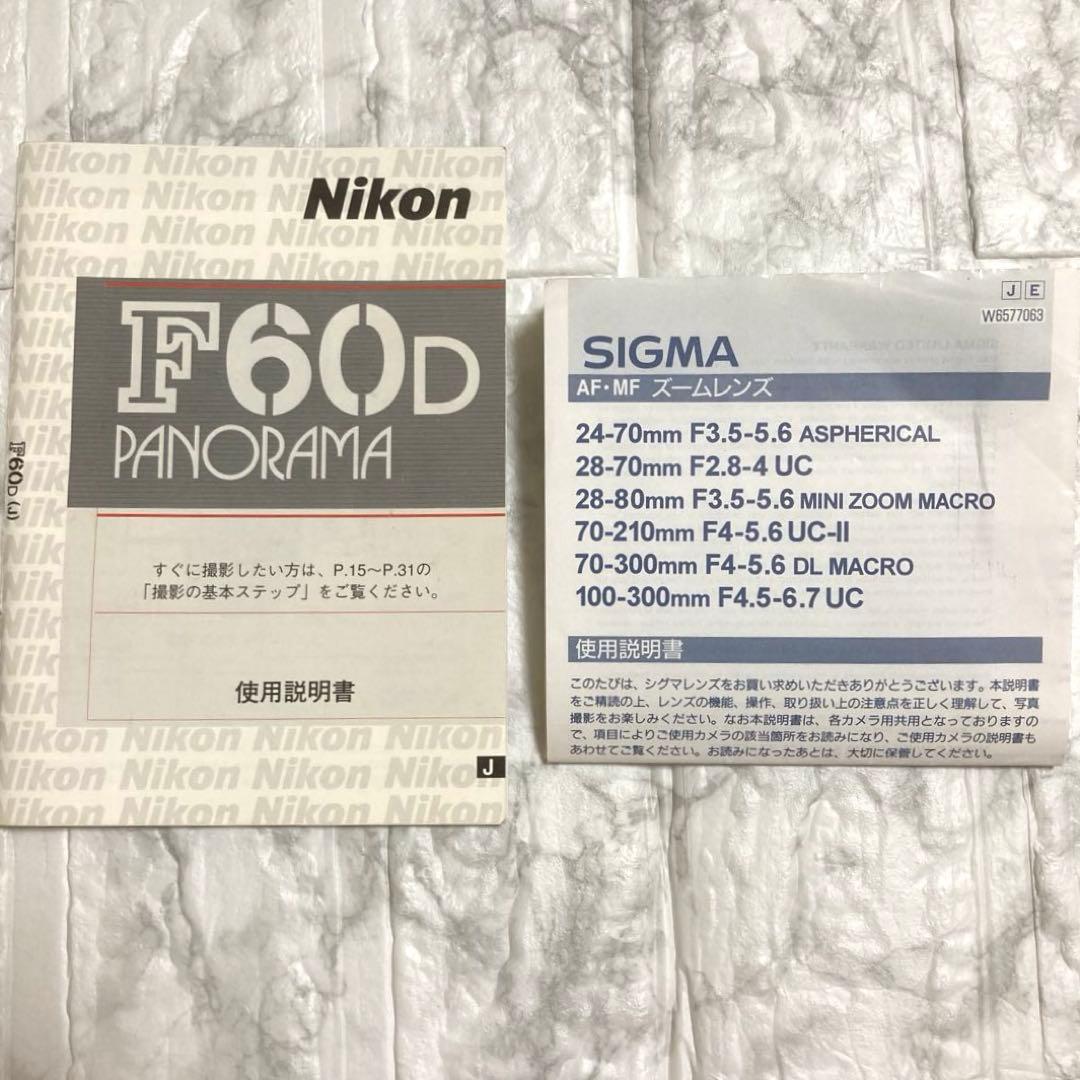 Nikon
F60D
PANORAMA
すぐに撮影したい方は、P.15〜P.31の
「撮影の基本ステップ」をご覧ください。
使用説明書
J
F60D (J)
J E
W6577063
SIGMA
AF・MF ズームレンズ
24-70mm F3.5-5.6 ASPHERICAL
28-70mm F2.8-4 UC
28-80mm F3.5-5.6 MINI ZOOM MACRO
70-210mm F4-5.6 UC-II
70-300mm F4-5.6 DL MACRO
100-300mm F4.5-6.7 UC
使用説明書
このたびは、シグマレンズをお買い求めいただきありがとうございます。本説明書
をご精読の上、レンズの機能、操作、取り扱い上の注意点を正しく理解して、写真
撮影をお楽しみください。なお本説明書は、各カメラ用共用となっておりますの
で、項目によりご使用カメラの該当箇所をお読みになり、ご使用カメラの説明書も
あわせてご覧ください。お読みになったあとは、大切に保管してください。